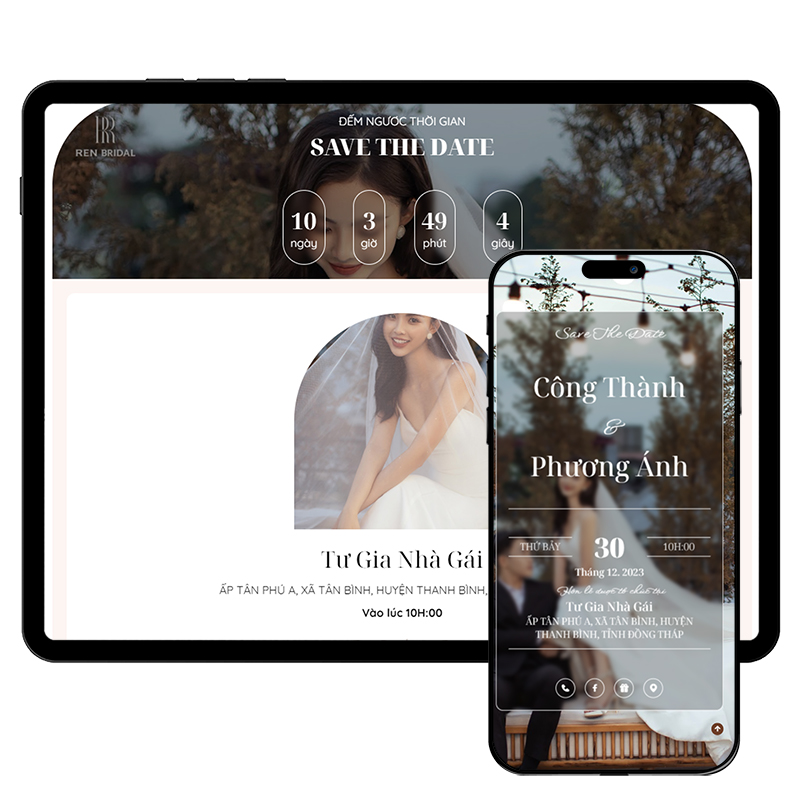 REN BRIDAL
ĐẾM NGƯỢC THỜI GIAN
SAVE THE DATE
10 3 49 4
ngày giờ phút giây
Tư Gia Nhà Gái
ẤP TÂN PHÚ A, XÃ TÂN BÌNH, HUYỆN THANH BÌNH,
Vào lúc 10H:00
Save The Date
Công Thành
&
Phương Ánh
THỨ BẢY 30 10H:00
Tháng 12. 2023
Hôn lễ được tổ chức tại
Tư Gia Nhà Gái
ẤP TÂN PHÚ A, XÃ TÂN BÌNH, HUYỆN
THANH BÌNH, TỈNH ĐỒNG THÁP